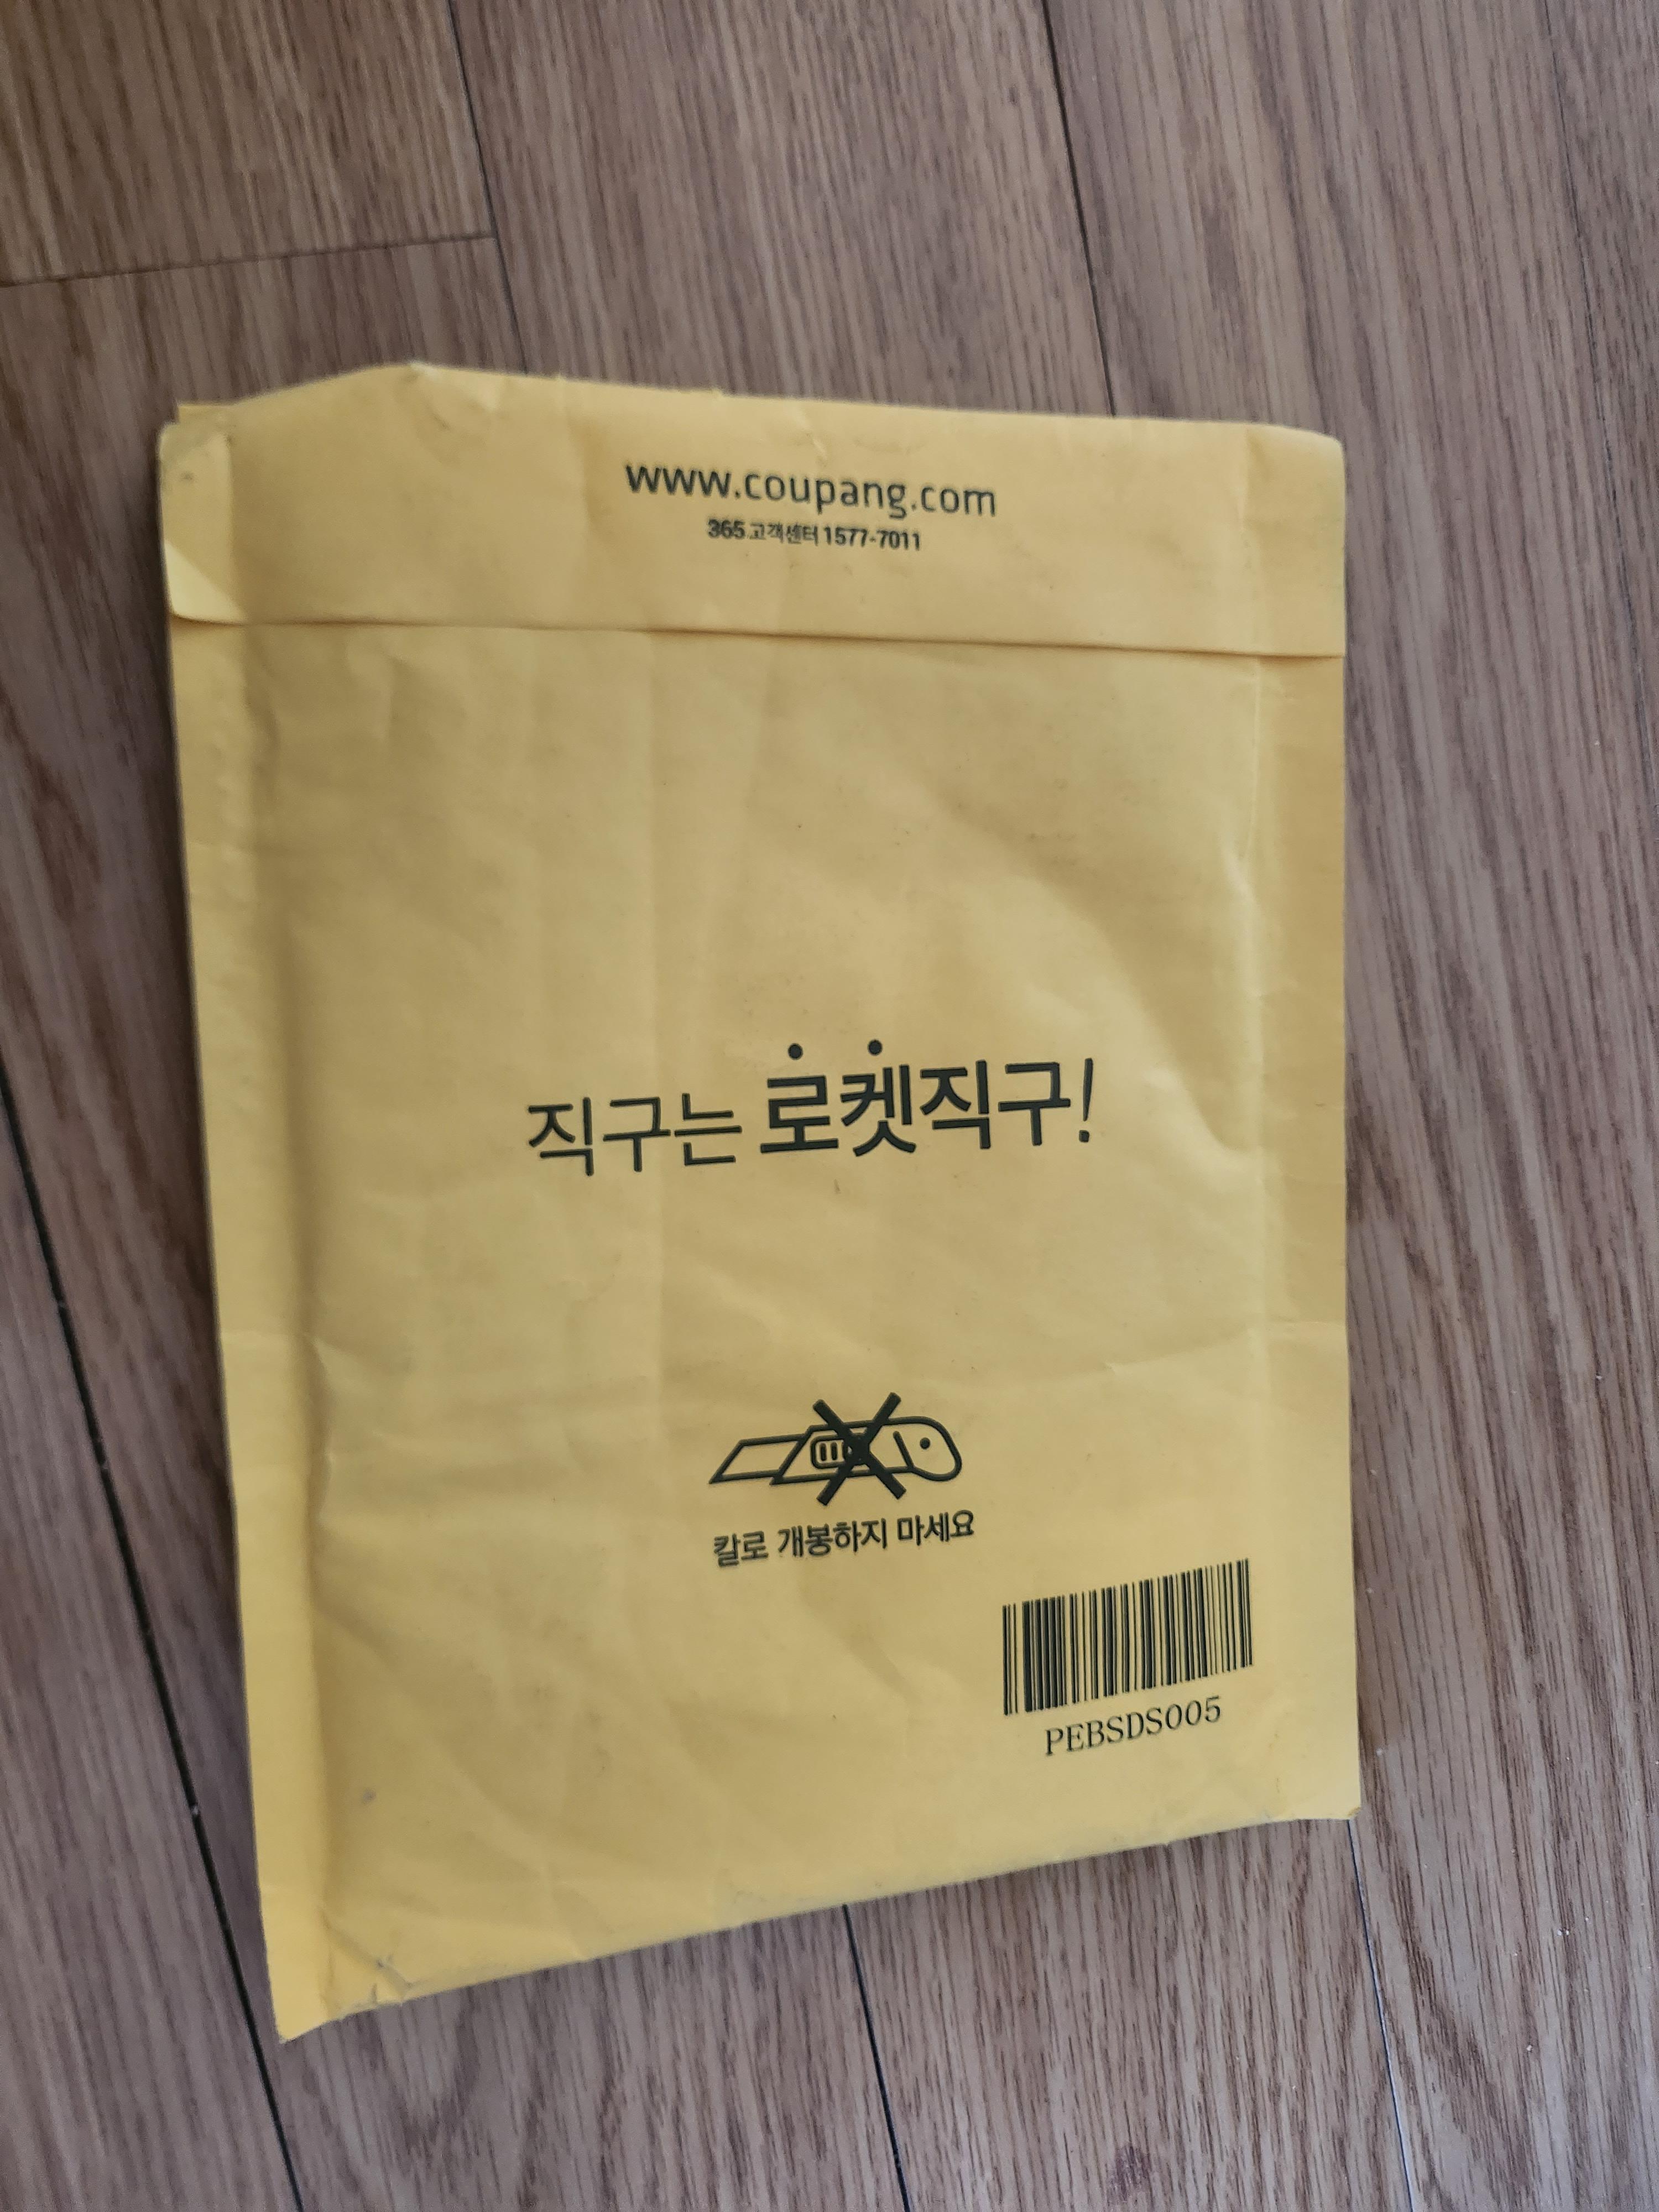 www.coupang.com
365 고객센터 1577-7011
직구는 로켓직구!
칼로 개봉하지 마세요
PEBSDS005